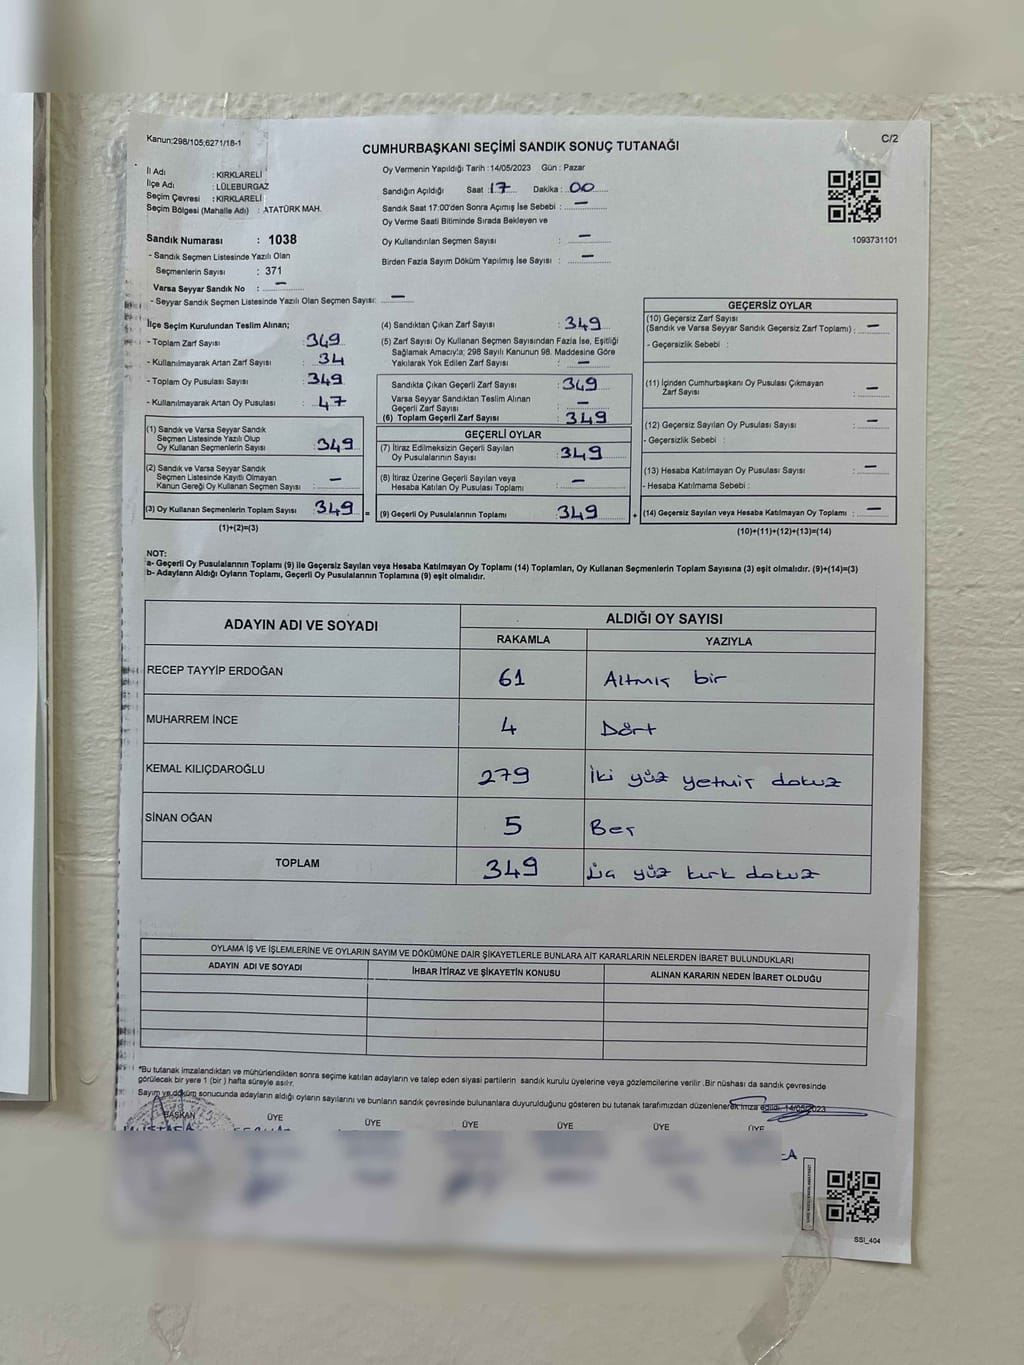 Kanun:298/105,6271/18-1
C/2
CUMHURBAŞKANI SEÇİMİ SANDIK SONUÇ TUTANAĞI
İl Adı : KIRKLARELİ
İlçe Adı : LÜLEBURGAZ
Seçim Çevresi : KIRKLARELİ
Seçim Bölgesi (Mahalle Adı) : ATATÜRK MAH.
Sandık Numarası : 1038
- Sandık Seçmen Listesinde Yazılı Olan
Seçmenlerin Sayısı : 371
Varsa Seyyar Sandık No : –
- Seyyar Sandık Seçmen Listesinde Yazılı Olan Seçmen Sayısı: –
Oy Vermenin Yapıldığı Tarih : 14/05/2023 Gün : Pazar
Sandığın Açıldığı Saat : 17 Dakika : 00
Sandık Saat 17:00'den Sonra Açımış İse Sebebi : –
Oy Verme Saati Bitiminde Sırada Bekleyen ve
Oy Kullandırılan Seçmen Sayısı : –
Birden Fazla Sayım Döküm Yapılmış İse Sayısı : –
1093731101
İlçe Seçim Kurulundan Teslim Alınan;
- Toplam Zarf Sayısı : 349
- Kullanılmayarak Artan Zarf Sayısı : 34
- Toplam Oy Pusulası Sayısı : 349
- Kullanılmayarak Artan Oy Pusulası : 47
(1) Sandık ve Varsa Seyyar Sandık
Seçmen Listesinde Yazılı Olup
Oy Kullanan Seçmenlerin Sayısı : 349
(2) Sandık ve Varsa Seyyar Sandık
Seçmen Listesinde Kayıtlı Olmayan
Kanun Gereği Oy Kullanan Seçmen Sayısı : –
(3) Oy Kullanan Seçmenlerin Toplam Sayısı : 349 =
(1)+(2)=(3)
(4) Sandıktan Çıkan Zarf Sayısı : 349
(5) Zarf Sayısı Oy Kullanan Seçmen Sayısından Fazla İse, Eşitliği
Sağlamak Amacıyla; 298 Sayılı Kanunun 98. Maddesine Göre
Yakılarak Yok Edilen Zarf Sayısı : –
Sandıkta Çıkan Geçerli Zarf Sayısı : 349
Varsa Seyyar Sandıktan Teslim Alınan
Geçerli Zarf Sayısı : –
(6) Toplam Geçerli Zarf Sayısı : 349
GEÇERLİ OYLAR
(7) İtiraz Edilmeksizin Geçerli Sayılan
Oy Pusulalarının Sayısı : 349
(8) İtiraz Üzerine Geçerli Sayılan veya
Hesaba Katılan Oy Pusulası Toplamı : –
(9) Geçerli Oy Pusulalarının Toplamı : 349 +
GEÇERSİZ OYLAR
(10) Geçersiz Zarf Sayısı
(Sandık ve Varsa Seyyar Sandık Geçersiz Zarf Toplamı) : –
- Geçersizlik Sebebi :
(11) İçinden Cumhurbaşkanı Oy Pusulası Çıkmayan
Zarf Sayısı : –
(12) Geçersiz Sayılan Oy Pusulası Sayısı : –
- Geçersizlik Sebebi :
(13) Hesaba Katılmayan Oy Pusulası Sayısı : –
- Hesaba Katılmama Sebebi :
(14) Geçersiz Sayılan veya Hesaba Katılmayan Oy Toplamı : –
(10)+(11)+(12)+(13)=(14)
NOT:
a- Geçerli Oy Pusulalarının Toplamı (9) ile Geçersiz Sayılan veya Hesaba Katılmayan Oy Toplamı (14) Toplamları, Oy Kullanan Seçmenlerin Toplam Sayısına (3) eşit olmalıdır. (9)+(14)=(3)
b- Adayların Aldığı Oyların Toplamı, Geçerli Oy Pusulalarının Toplamına (9) eşit olmalıdır.
ADAYIN ADI VE SOYADI
ALDIĞI OY SAYISI
RAKAMLA YAZIYLA
RECEP TAYYİP ERDOĞAN 61 Altmış bir
MUHARREM İNCE 4 Dört
KEMAL KILIÇDAROĞLU 279 İki yüz yetmiş dokuz
SİNAN OĞAN 5 Beş
TOPLAM 349 Üç yüz kırk dokuz
OYLAMA İŞ VE İŞLEMLERİNE VE OYLARIN SAYIM VE DÖKÜMÜNE DAİR ŞİKAYETLERLE BUNLARA AİT KARARLARIN NELERDEN İBARET BULUNDUKLARI
ADAYIN ADI VE SOYADI İHBAR İTİRAZ VE ŞİKAYETİN KONUSU ALINAN KARARIN NEDEN İBARET OLDUĞU
*Bu tutanak imzalandıktan ve mühürlendikten sonra seçime katılan adayların ve talep eden siyasi partilerin sandık kurulu üyelerine veya gözlemcilerine verilir .Bir nüshası da sandık çevresinde
görülecek bir yere 1 (bir ) hafta süreyle asılır.
Sayım ve döküm sonucunda adayların aldığı oyların sayılarını ve bunların sandık çevresinde bulunanlara duyurulduğunu gösteren bu tutanak tarafımızdan düzenlenerek imza edildi. 14/05/2023
BAŞKAN ÜYE ÜYE ÜYE ÜYE ÜYE ÜYE
SSI_404